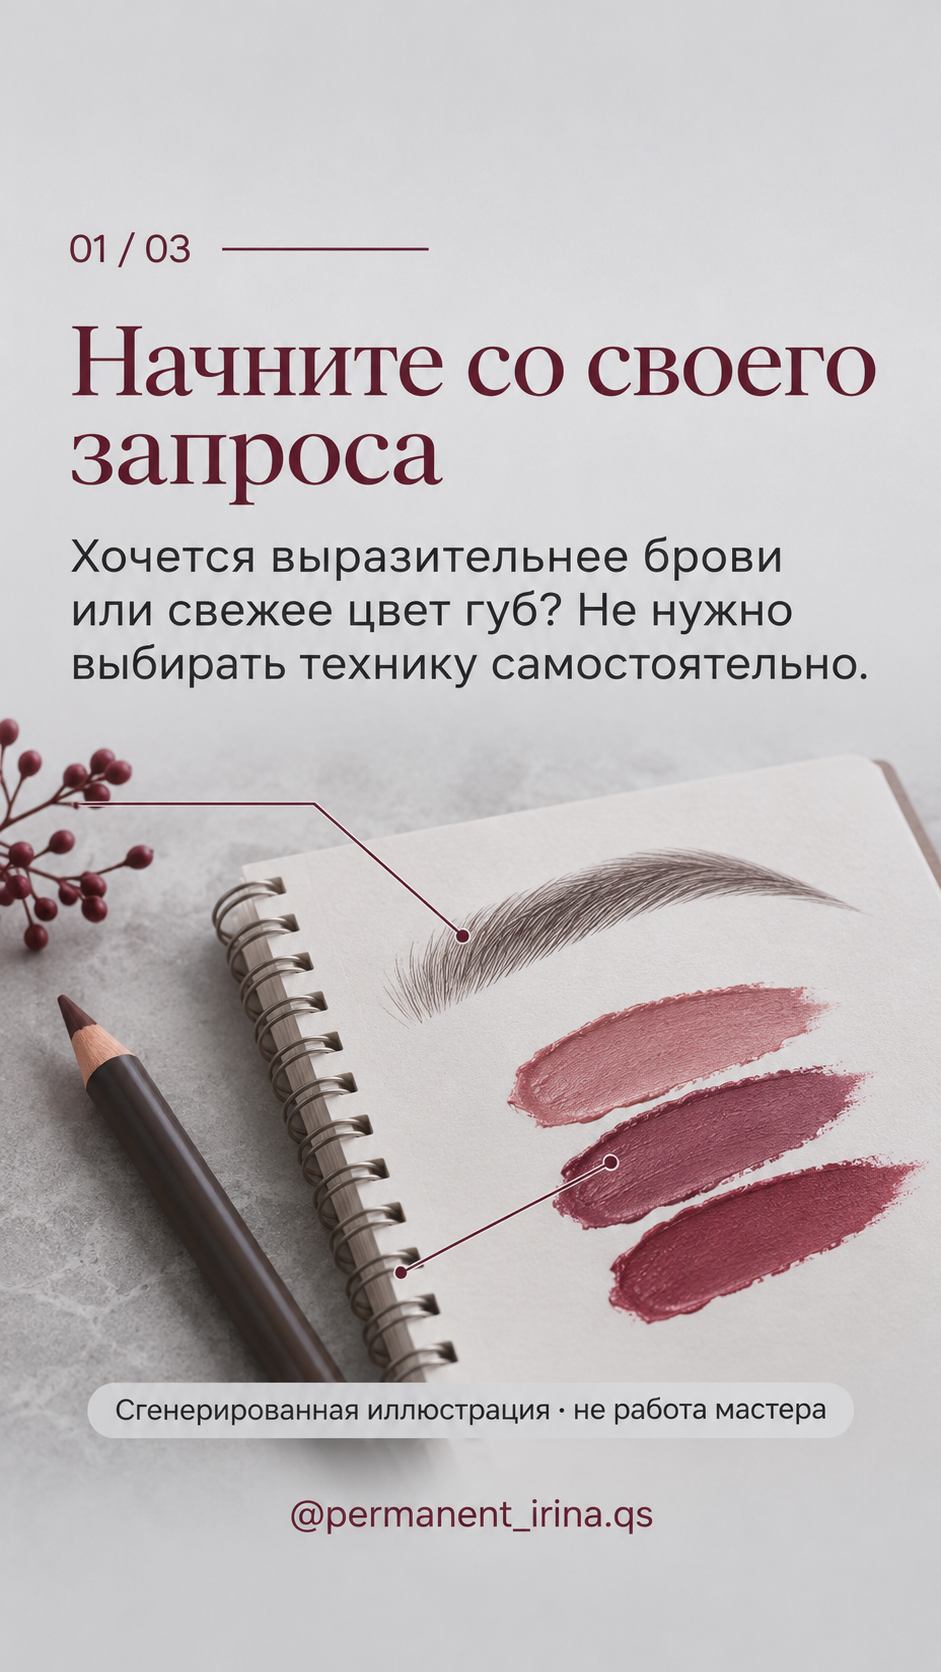 01 / 03
Начните со своего
запроса
Хочется выразительнее брови
или свежее цвет губ? Не нужно
выбирать технику самостоятельно.
Сгенерированная иллюстрация · не работа мастера
@permanent_irina.qs